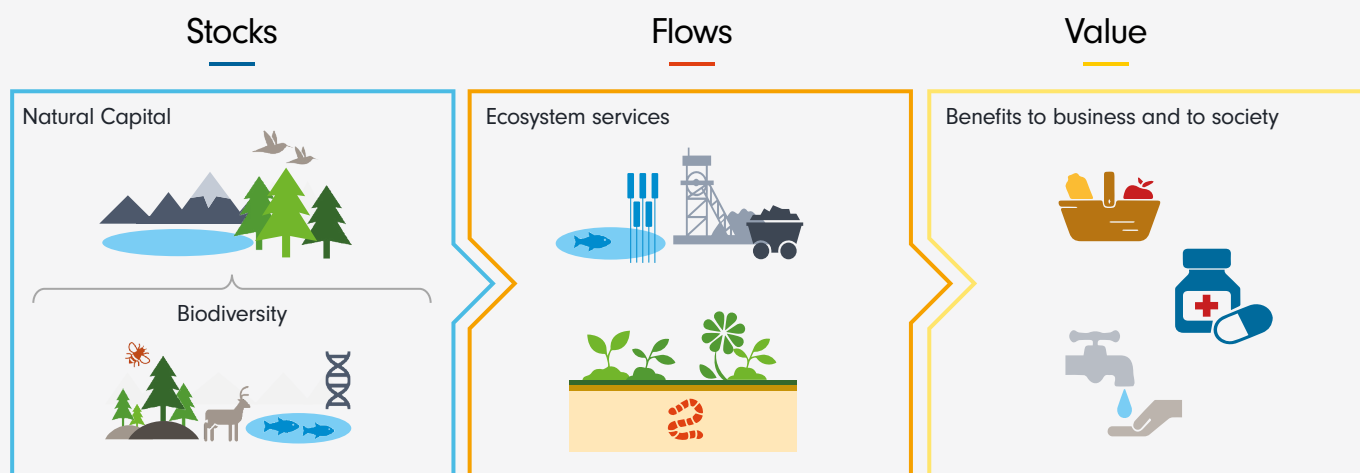 Stocks
Flows
Value
Natural Capital
Ecosystem services
Benefits to business and to society
Biodiversity